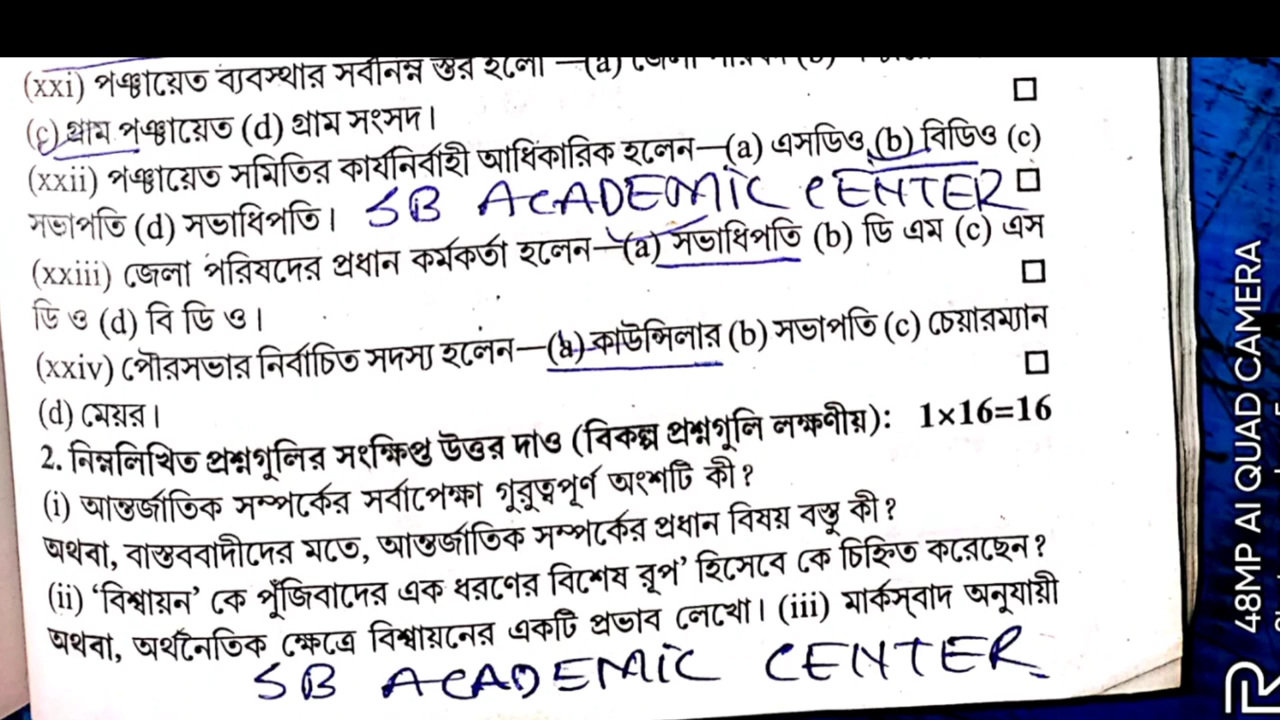 (xxi) পঞ্চায়েত ব্যবস্থার সর্বনিম্ন স্তর হলো —(a) জেলা
(c) গ্রাম পঞ্চায়েত (d) গ্রাম সংসদ।
(xxii) পঞ্চায়েত সমিতির কার্যনির্বাহী আধিকারিক হলেন—(a) এসডিও (b) বিডিও (c)
সভাপতি (d) সভাধিপতি।
SB ACADEMIC CENTER
(xxiii) জেলা পরিষদের প্রধান কর্মকর্তা হলেন—(a) সভাধিপতি (b) ডি এম (c) এস
ডি ও (d) বি ডি ও।
(xxiv) পৌরসভার নির্বাচিত সদস্য হলেন—(a) কাউন্সিলার (b) সভাপতি (c) চেয়ারম্যান
(d) মেয়র।
2. নিম্নলিখিত প্রশ্নগুলির সংক্ষিপ্ত উত্তর দাও (বিকল্প প্রশ্নগুলি লক্ষণীয়): 1×16=16
(i) আন্তর্জাতিক সম্পর্কের সর্বাপেক্ষা গুরুত্বপূর্ণ অংশটি কী?
অথবা, বাস্তববাদীদের মতে, আন্তর্জাতিক সম্পর্কের প্রধান বিষয় বস্তু কী?
(ii) ‘বিশ্বায়ন’ কে পুঁজিবাদের এক ধরণের বিশেষ রূপ’ হিসেবে কে চিহ্নিত করেছেন?
অথবা, অর্থনৈতিক ক্ষেত্রে বিশ্বায়নের একটি প্রভাব লেখো। (iii) মার্কস্‌বাদ অনুযায়ী
SB ACADEMIC CENTER
48MP AI QUAD CAMERA